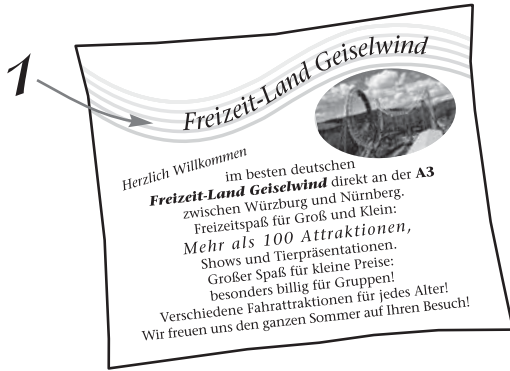 1
Freizeit-Land Geiselwind
Herzlich Willkommen
im besten deutschen
Freizeit-Land Geiselwind direkt an der A3
zwischen Würzburg und Nürnberg.
Freizeitspaß für Groß und Klein:
Mehr als 100 Attraktionen,
Shows und Tierpräsentationen.
Großer Spaß für kleine Preise:
besonders billig für Gruppen!
Verschiedene Fahrattraktionen für jedes Alter!
Wir freuen uns den ganzen Sommer auf Ihren Besuch!